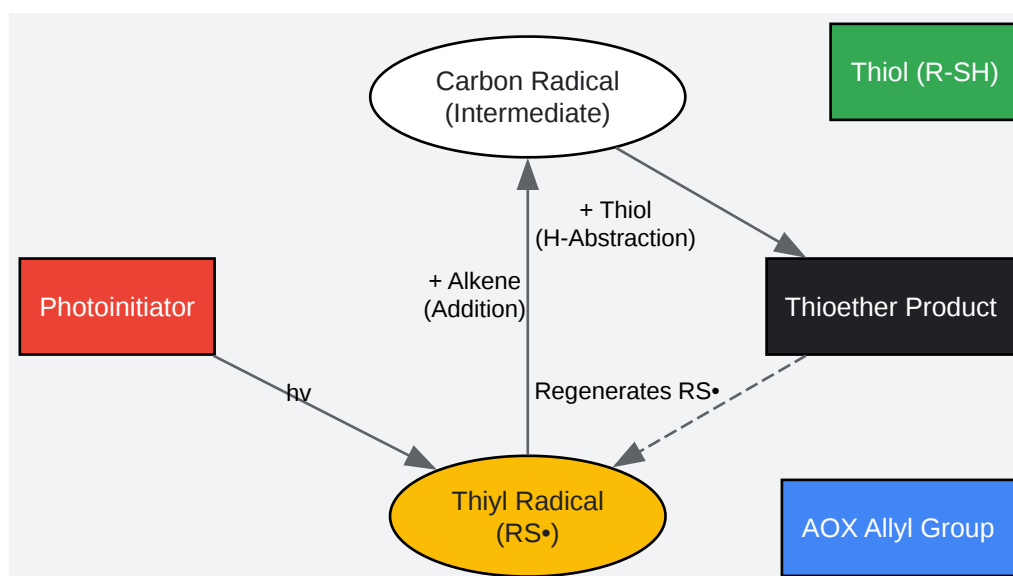 Carbon Radical
(Intermediate)
Thiol (R-SH)
+ Thiol
(H-Abstraction)
+ Alkene
(Addition)
Photoinitiator
Thioether Product
hv
Regenerates RS•
Thiyl Radical
(RS•)
AOX Allyl Group